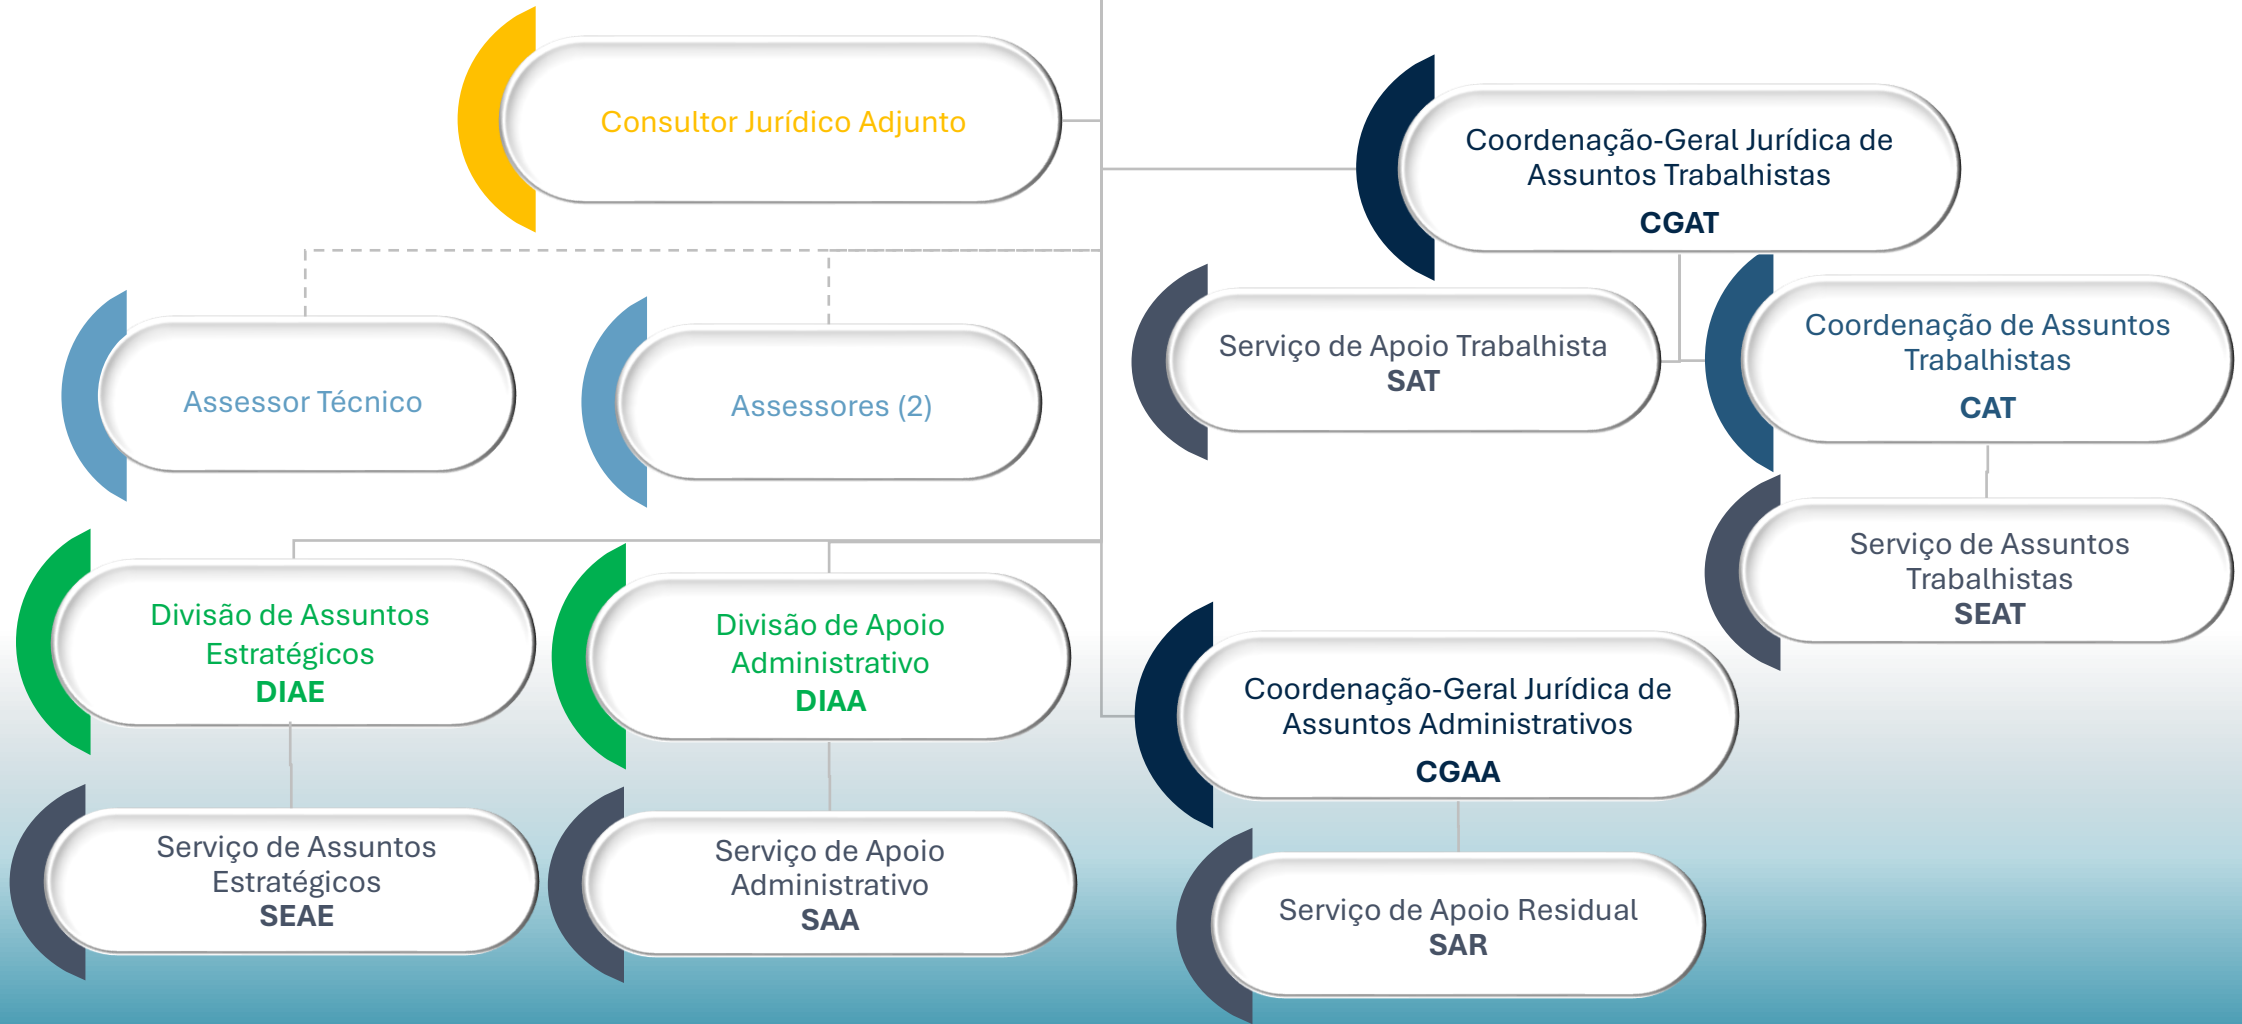 Consultor Jurídico Adjunto
Coordenação-Geral Jurídica de
Assuntos Trabalhistas
CGAT
Serviço de Apoio Trabalhista
SAT
Coordenação de Assuntos
Trabalhistas
CAT
Assessor Técnico
Assessores (2)
Serviço de Assuntos
Trabalhistas
SEAT
Divisão de Assuntos
Estratégicos
DIAE
Divisão de Apoio
Administrativo
DIAA
Coordenação-Geral Jurídica de
Assuntos Administrativos
CGAA
Serviço de Assuntos
Estratégicos
SEAE
Serviço de Apoio
Administrativo
SAA
Serviço de Apoio Residual
SAR